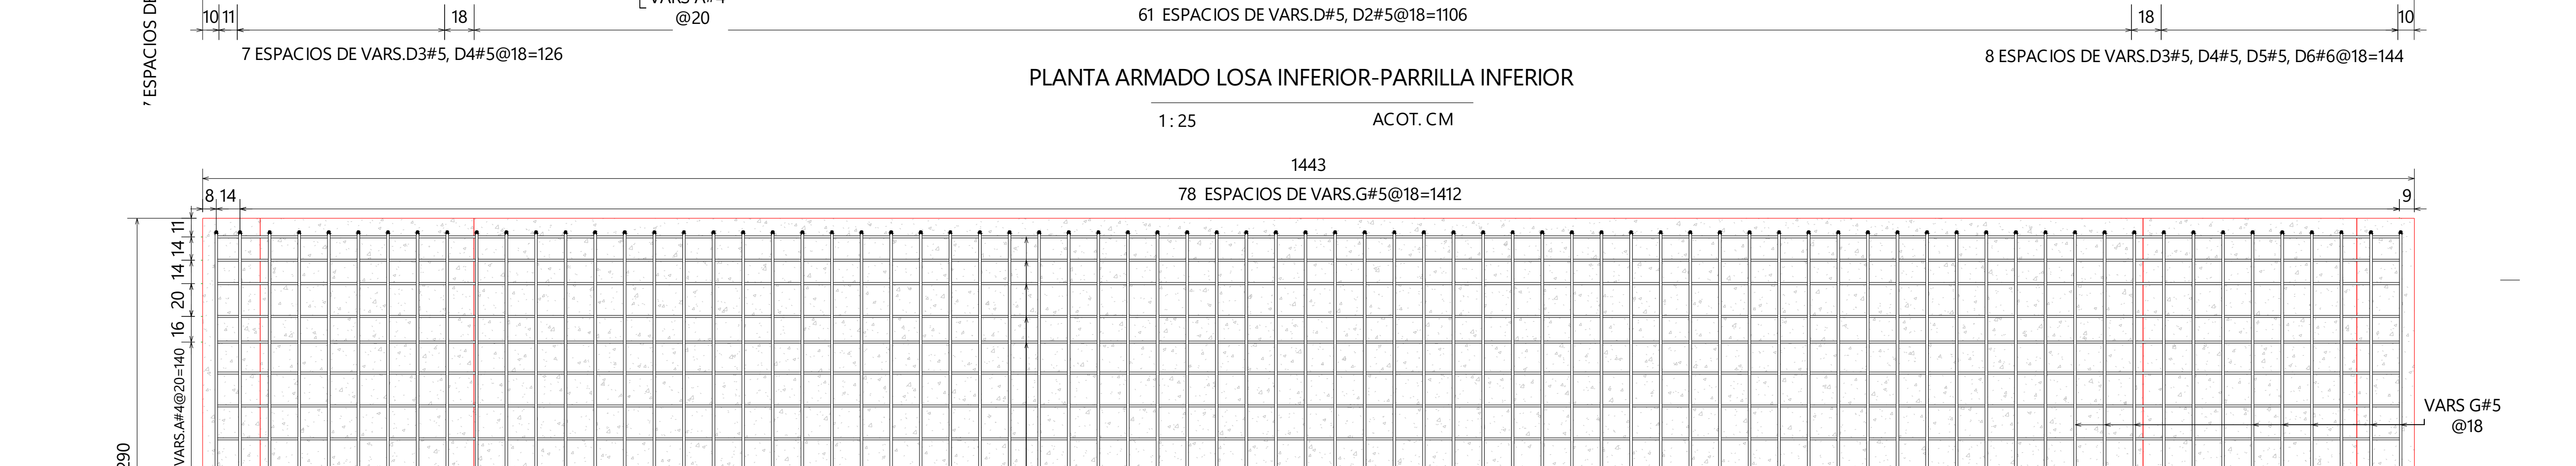 10 11
18
@20
61 ESPACIOS DE VARS.D#5, D2#5@18=1106
18
10
7 ESPACIOS DE VARS.D3#5, D4#5@18=126
8 ESPACIOS DE VARS.D3#5, D4#5, D5#5, D6#6@18=144
ESPACIOS DE
PLANTA ARMADO LOSA INFERIOR-PARRILLA INFERIOR
1 : 25
ACOT. CM
1443
8 14
78 ESPACIOS DE VARS.G#5@18=1412
9
11
14
14
20
16
VARS.A#4@20=140
290
VARS G#5
@18